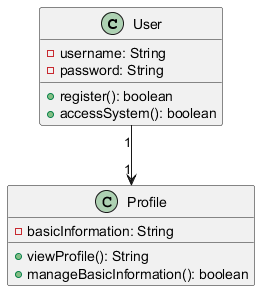 C User
username: String
password: String
register(): boolean
accessSystem(): boolean
1
1
C Profile
basicInformation: String
viewProfile(): String
manageBasicInformation(): boolean